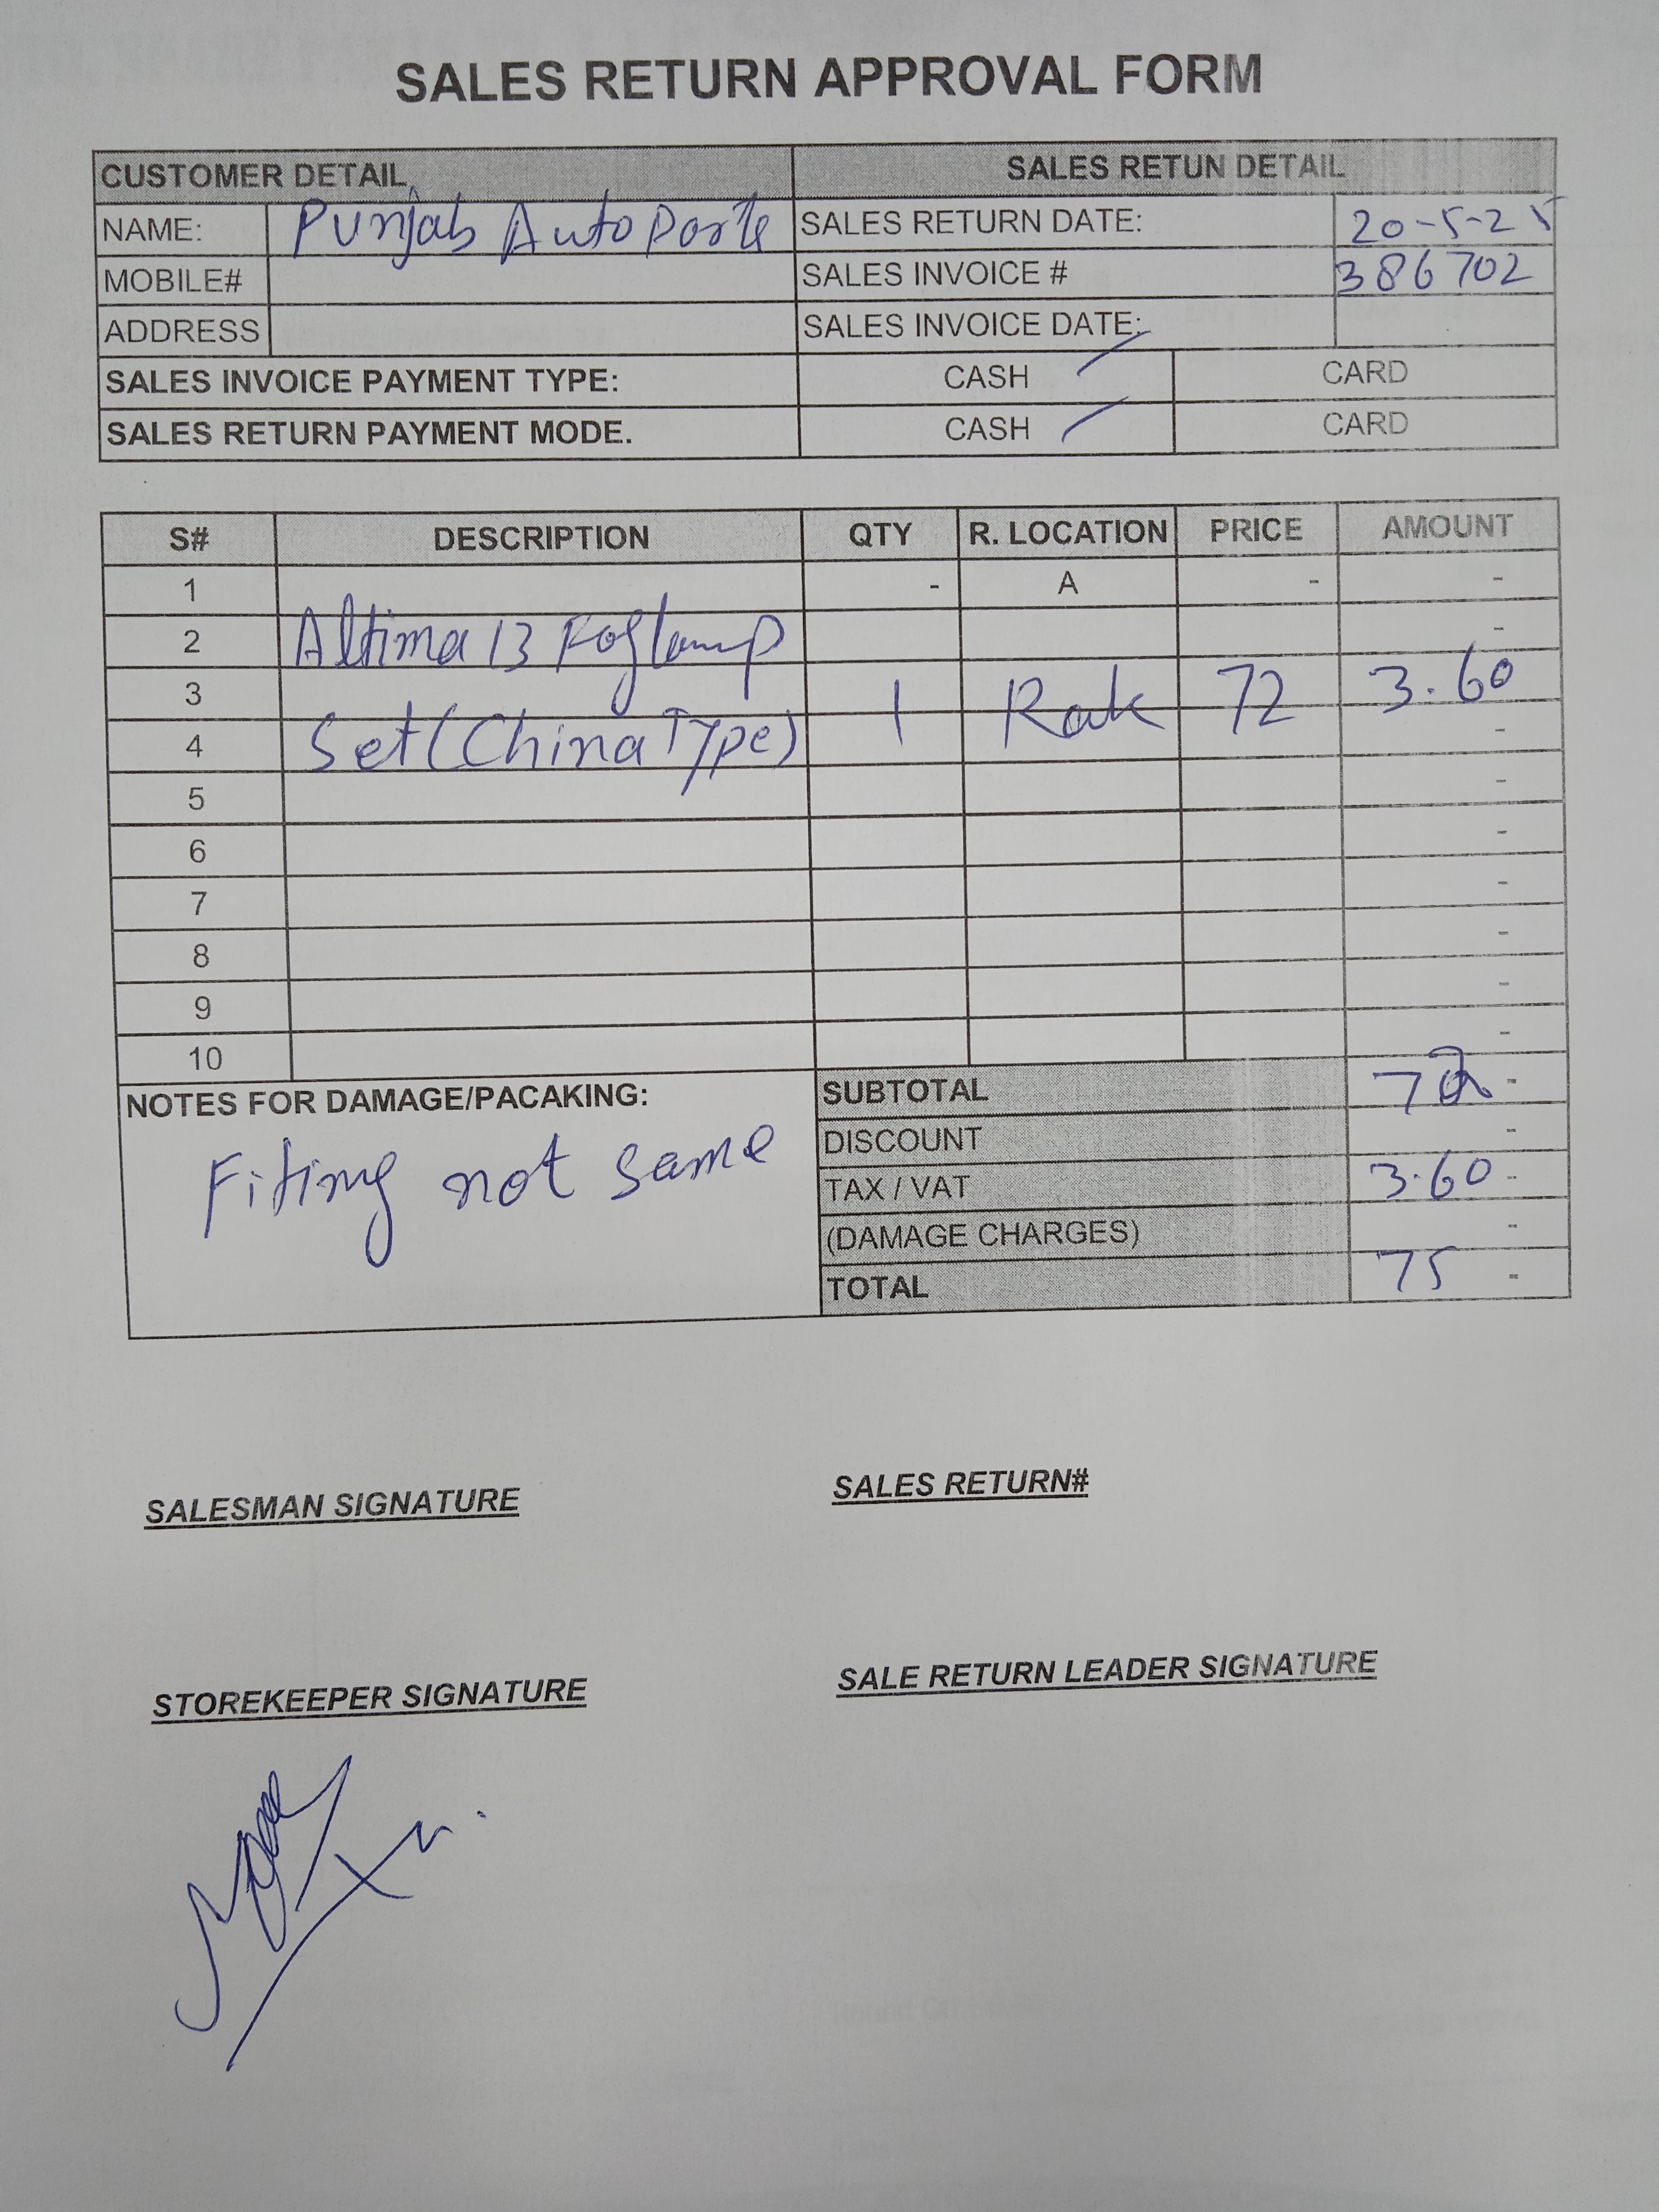 SALES RETURN APPROVAL FORM
CUSTOMER DETAIL SALES RETUN DETAIL
NAME: Punjab Auto Parts SALES RETURN DATE: 20-5-25
MOBILE# SALES INVOICE # 386702
ADDRESS SALES INVOICE DATE:
SALES INVOICE PAYMENT TYPE: CASH CARD
SALES RETURN PAYMENT MODE. CASH CARD
S# DESCRIPTION QTY R. LOCATION PRICE AMOUNT
1 - A - -
2 Altima 13 Foglamp -
3 1 Rak 72 3.60
4 Set (China Type) -
5 -
6 -
7 -
8 -
9 -
10 -
NOTES FOR DAMAGE/PACAKING: SUBTOTAL 72 -
Fiting not same
DISCOUNT -
TAX / VAT 3.60 -
(DAMAGE CHARGES) -
TOTAL 75 -
SALESMAN SIGNATURE SALES RETURN#
STOREKEEPER SIGNATURE SALE RETURN LEADER SIGNATURE